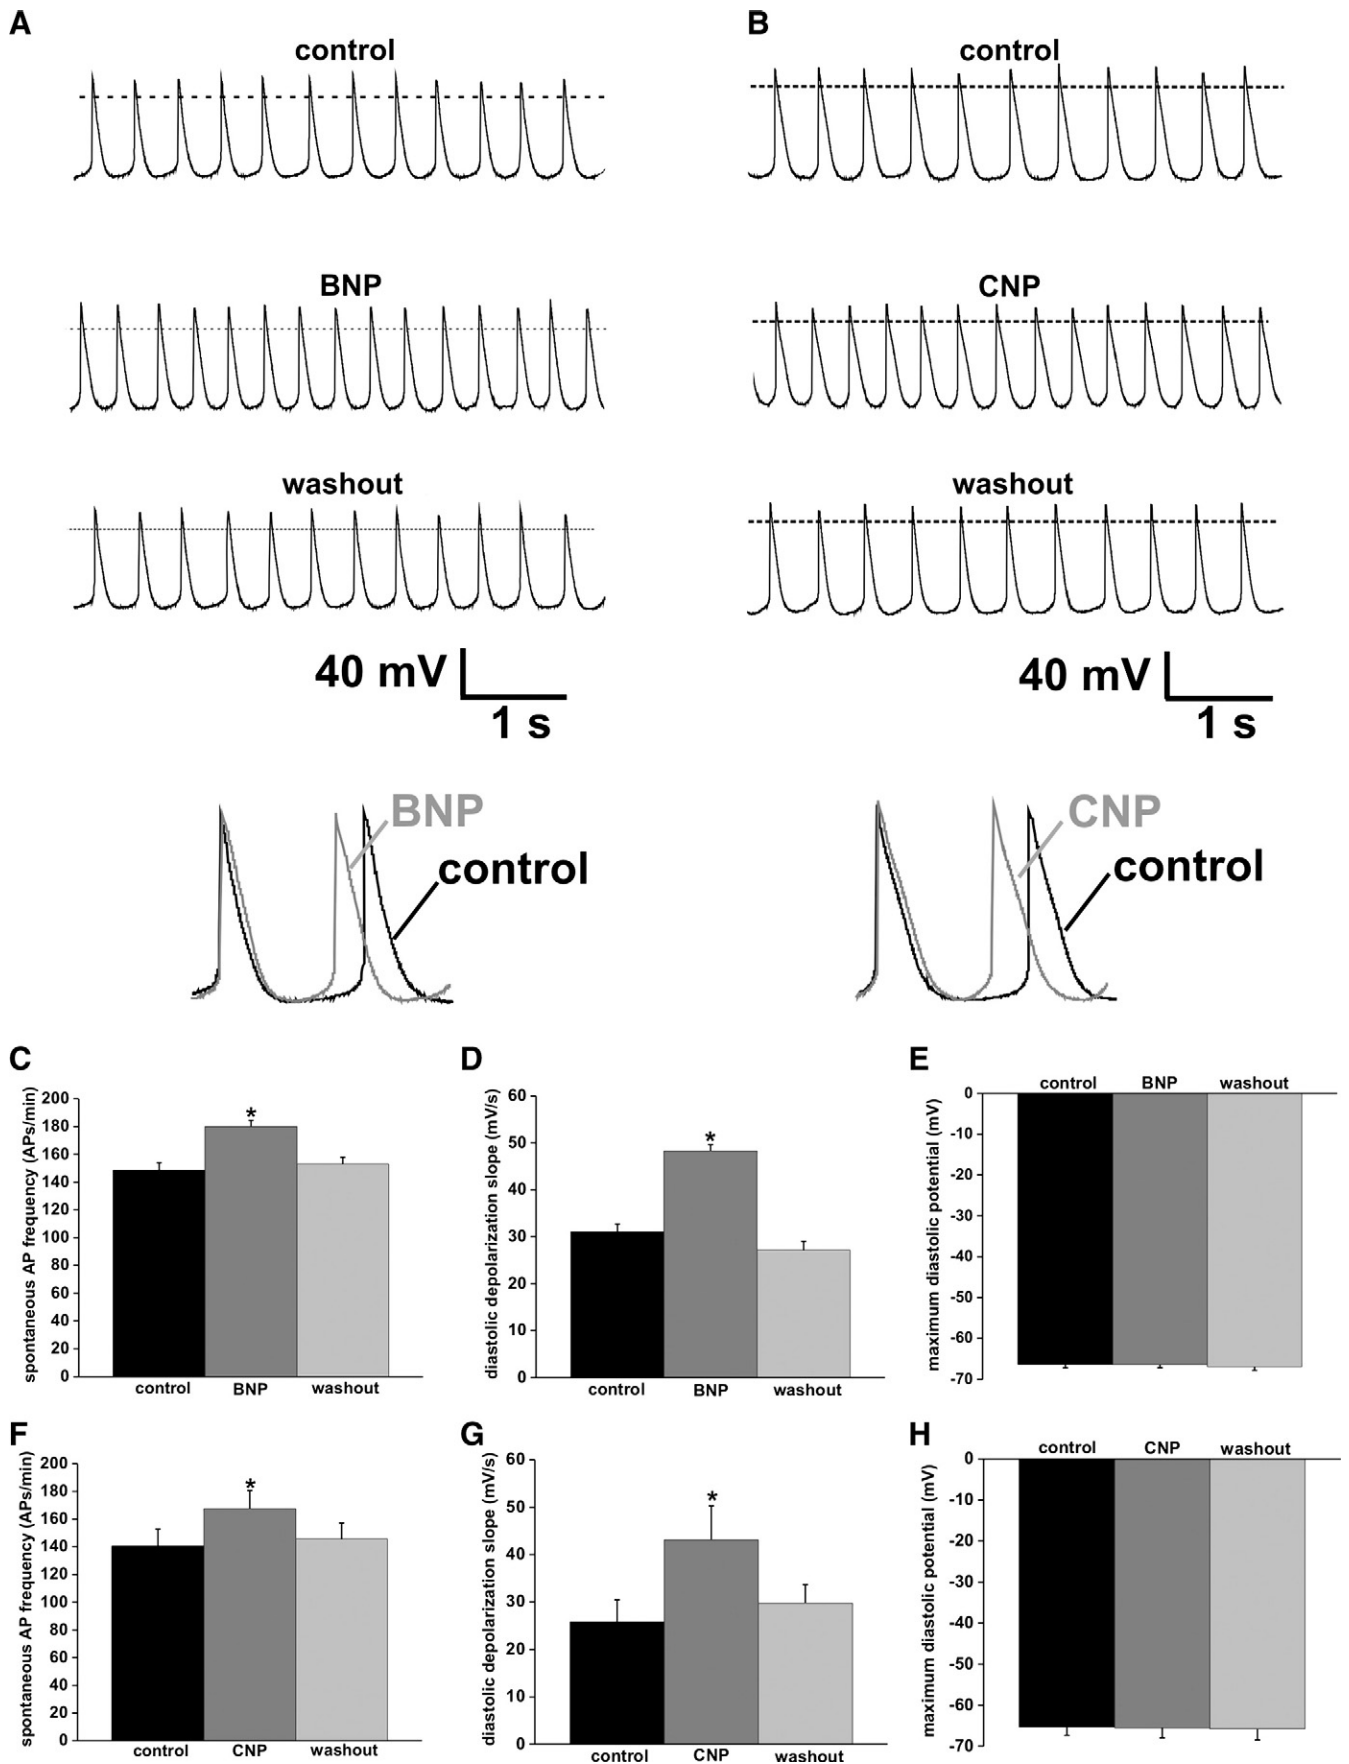 A
B
control
control
BNP
CNP
washout
washout
40 mV
1 s
40 mV
1 s
BNP
control
CNP
control
C
spontaneous AP frequency (APs/min)
200
180
160
140
120
100
80
60
40
20
0
*
control BNP washout
D
diastolic depolarization slope (mV/s)
60
50
40
30
20
10
0
*
control BNP washout
E
control BNP washout
maximum diastolic potential (mV)
0
-10
-20
-30
-40
-50
-60
-70
F
spontaneous AP frequency (APs/min)
200
180
160
140
120
100
80
60
40
20
0
*
control CNP washout
G
diastolic depolarization slope (mV/s)
60
50
40
30
20
10
0
*
control CNP washout
H
control CNP washout
maximum diastolic potential (mV)
0
-10
-20
-30
-40
-50
-60
-70